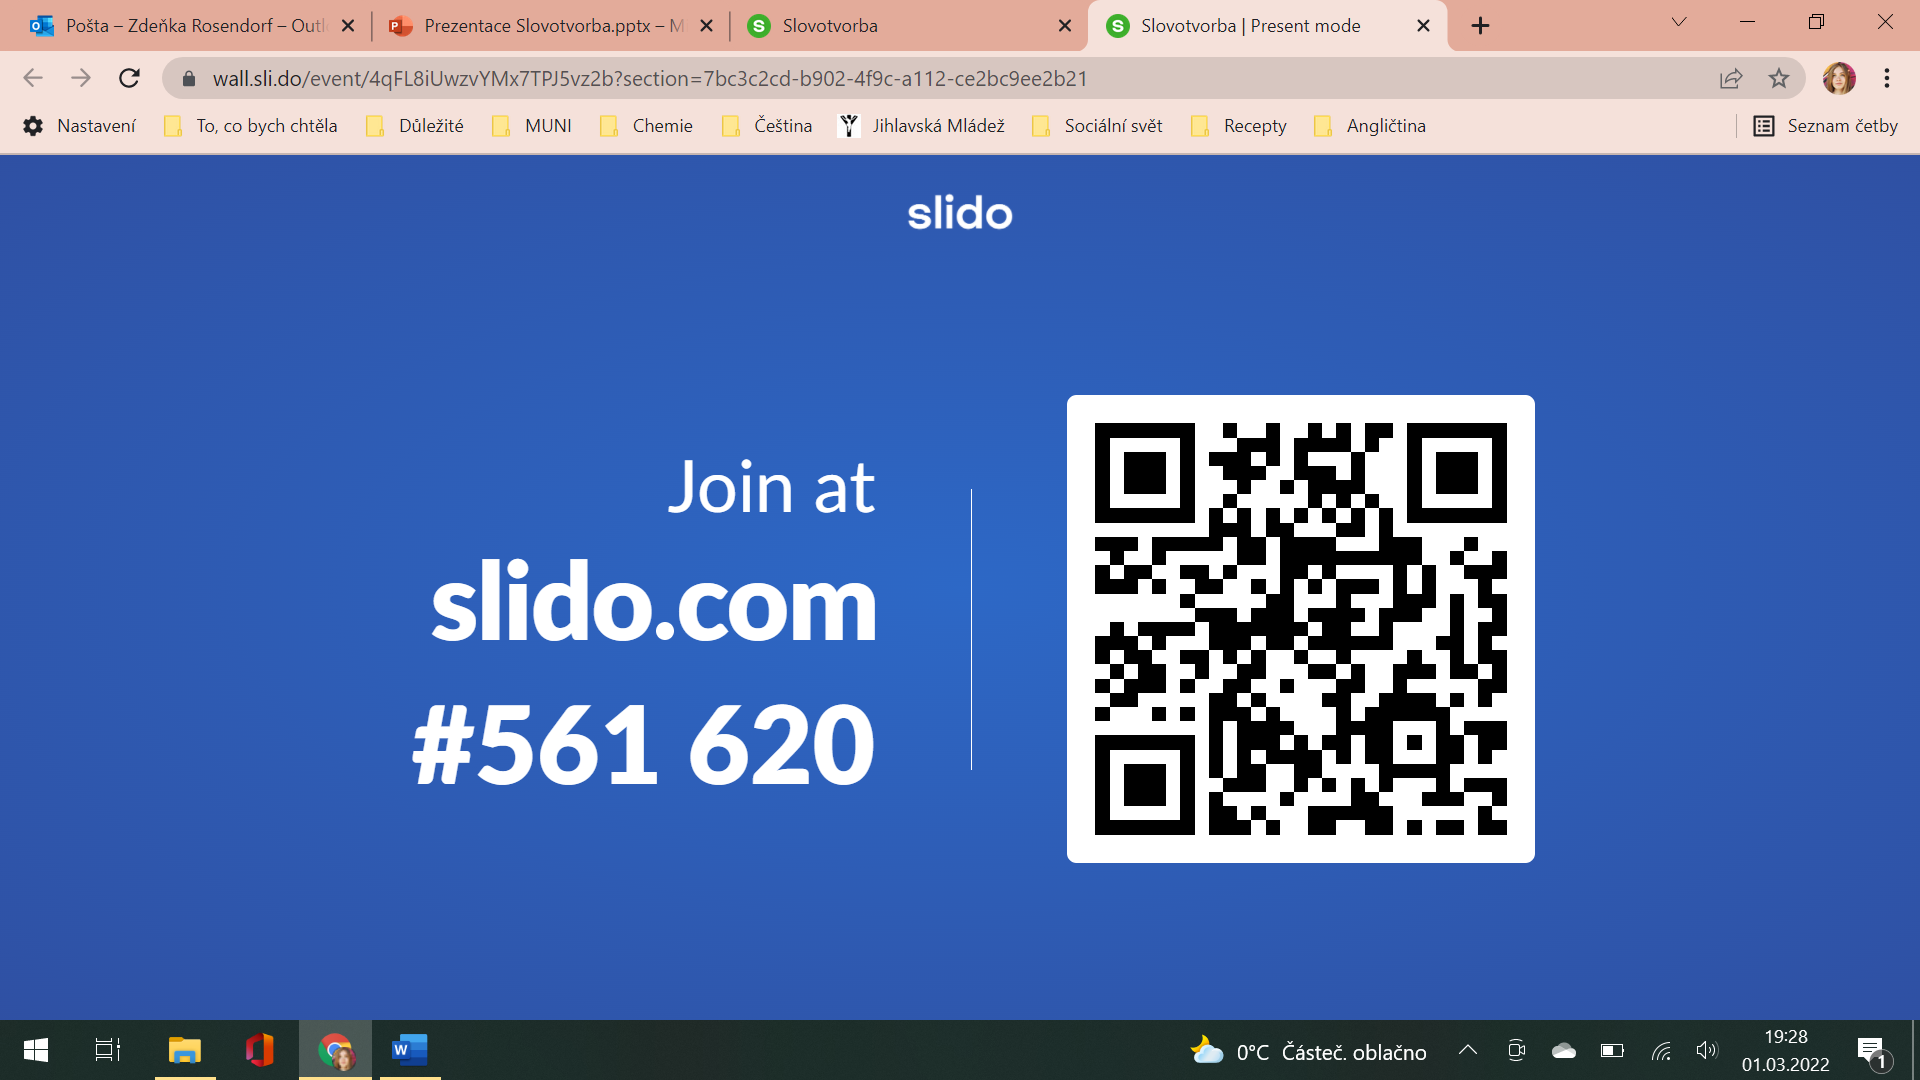 Pošta – Zdeňka Rosendorf – Outl
Prezentace Slovotvorba.pptx – M
Slovotvorba
Slovotvorba | Present mode
wall.sli.do/event/4qFL8iUwzvYMx7TPJ5vz2b?section=7bc3c2cd-b902-4f9c-a112-ce2bc9ee2b21
Nastavení To, co bych chtěla Důležité MUNI Chemie Čeština Jihlavská Mládež Sociální svět Recepty Angličtina Seznam četby
slido
Join at
slido.com
#561 620
0°C Částeč. oblačno
19:28
01.03.2022
1